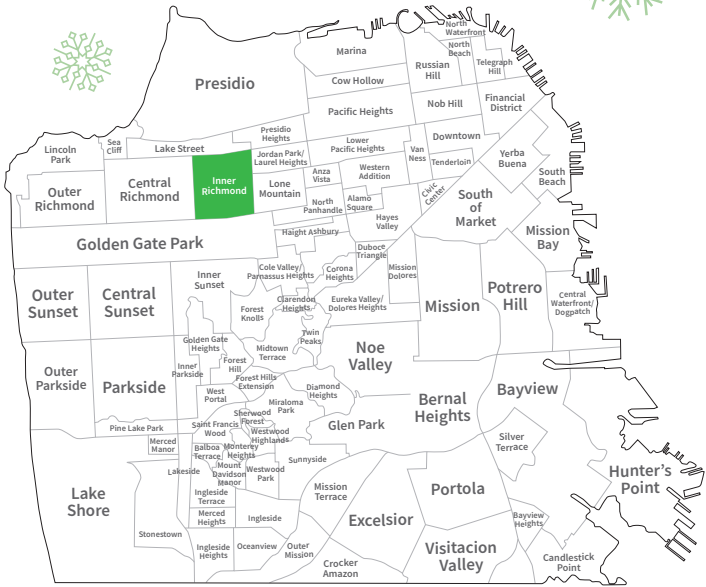 North
Waterfront
Marina
North
Beach
Russian
Hill
Telegraph
Hill
Presidio
Cow Hollow
Pacific Heights
Nob Hill
Financial
District
Presidio
Heights
Downtown
Sea
Cliff
Lake Street
Lower
Pacific Heights
Lincoln
Park
Jordan Park/
Laurel Heights
Van
Ness
Tenderloin
Yerba
Buena
Outer
Richmond
Central
Richmond
Inner
Richmond
Lone
Mountain
Anza
Vista
Western
Addition
South
Beach
Civic
Center
North
Panhandle
Alamo
Square
South
of
Market
Hayes
Valley
Haight Ashbury
Mission
Bay
Golden Gate Park
Duboce
Triangle
Inner
Sunset
Cole Valley/
Parnassus Heights
Corona
Heights
Mission
Dolores
Outer
Sunset
Central
Sunset
Clarendon
Heights
Eureka Valley/
Dolores Heights
Mission
Potrero
Hill
Central
Waterfront/
Dogpatch
Forest
Knolls
Twin
Peaks
Golden Gate
Heights
Midtown
Terrace
Noe
Valley
Outer
Parkside
Parkside
Inner
Parkside
Forest
Hill
Forest Hills
Extension
West
Portal
Diamond
Heights
Bayview
Miraloma
Park
Bernal
Heights
Pine Lake Park
Saint Francis
Wood
Sherwood
Forest
Glen Park
Westwood
Highlands
Merced
Manor
Balboa
Terrace
Monterey
Heights
Silver
Terrace
Sunnyside
Lakeside
Mount
Davidson
Manor
Westwood
Park
Hunter's
Point
Lake
Shore
Ingleside
Terrace
Mission
Terrace
Portola
Merced
Heights
Ingleside
Excelsior
Bayview
Heights
Stonestown
Ingleside
Heights
Oceanview
Outer
Mission
Visitacion
Valley
Crocker
Amazon
Candlestick
Point